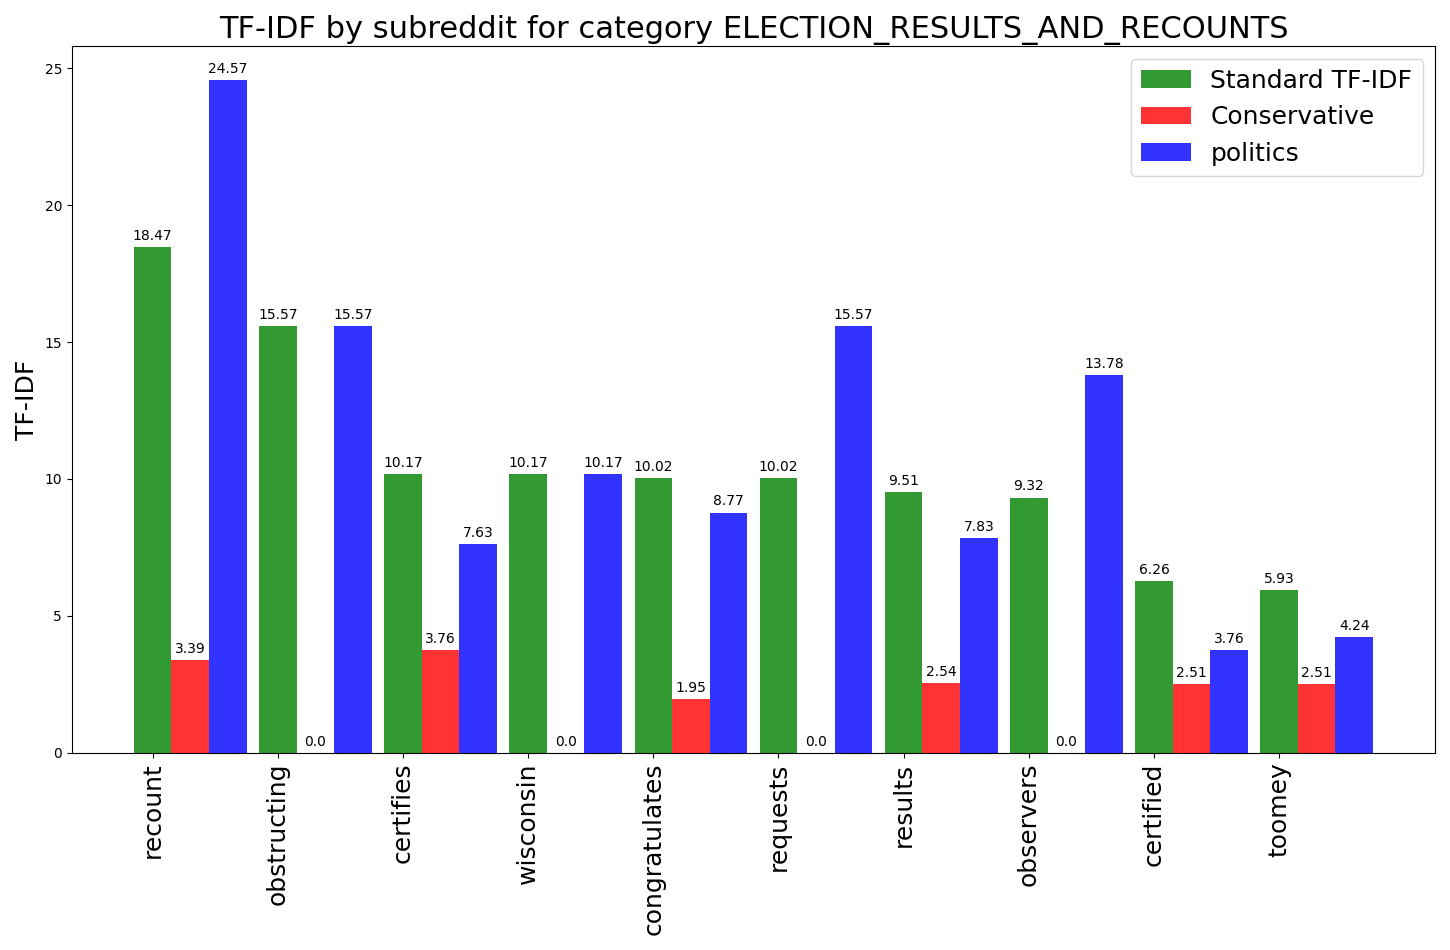 TF-IDF by subreddit for category ELECTION_RESULTS_AND_RECOUNTS
Standard TF-IDF
Conservative
politics
TF-IDF
25
20
15
10
5
0
18.47
3.39
24.57
15.57
0.0
15.57
10.17
3.76
7.63
10.17
0.0
10.17
10.02
1.95
8.77
10.02
0.0
15.57
9.51
2.54
7.83
9.32
0.0
13.78
6.26
2.51
3.76
5.93
2.51
4.24
recount
obstructing
certifies
wisconsin
congratulates
requests
results
observers
certified
toomey